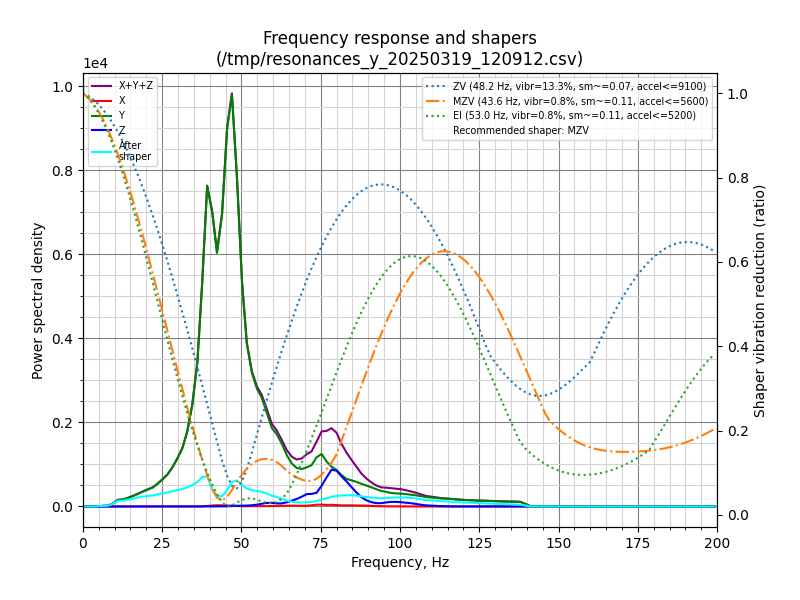 Frequency response and shapers
(/tmp/resonances_y_20250319_120912.csv)
1e4
X+Y+Z
X
Y
Z
After
shaper
ZV (48.2 Hz, vibr=13.3%, sm~=0.07, accel<=9100)
MZV (43.6 Hz, vibr=0.8%, sm~=0.11, accel<=5600)
EI (53.0 Hz, vibr=0.8%, sm~=0.11, accel<=5200)
Recommended shaper: MZV
Power spectral density
1.0
0.8
0.6
0.4
0.2
0.0
1.0
0.8
0.6
0.4
0.2
0.0
Shaper vibration reduction (ratio)
0 25 50 75 100 125 150 175 200
Frequency, Hz